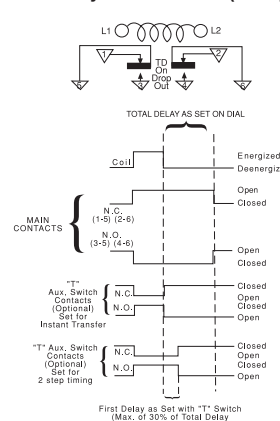 L1 L2
1 2
TD
On
Drop
Out
5 3 4 6
TOTAL DELAY AS SET ON DIAL
Coil
Energized
Deenergiz
MAIN
CONTACTS
N.C.
(1-5) (2-6)
Open
Closed
N.O.
(3-5) (4-6)
Open
Closed
"T"
Aux. Switch
Contacts
(Optional)
Set for
Instant Transfer
N.C.
Closed
Open
N.O.
Closed
Open
"T" Aux. Switch
Contacts
(Optional)
Set for
2 step timing
N.C.
Closed
Open
N.O.
Closed
Open
First Delay as Set with "T" Switch
(Max. of 30% of Total Delay